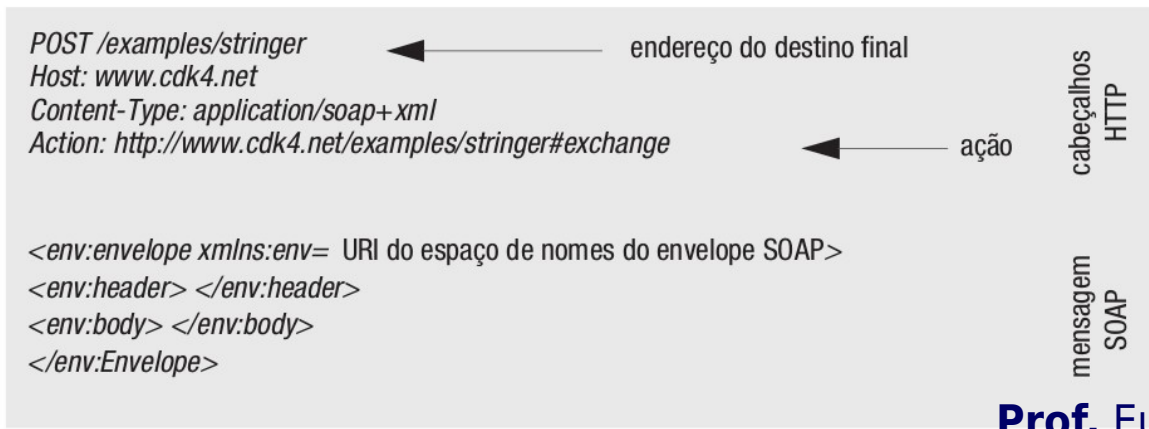 POST /examples/stringer
endereço do destino final
Host: www.cdk4.net
Content-Type: application/soap+xml
Action: http://www.cdk4.net/examples/stringer#exchange
ação
cabeçalhos
HTTP
<env:envelope xmlns:env= URI do espaço de nomes do envelope SOAP>
<env:header> </env:header>
<env:body> </env:body>
</env:Envelope>
mensagem
SOAP
Prof.